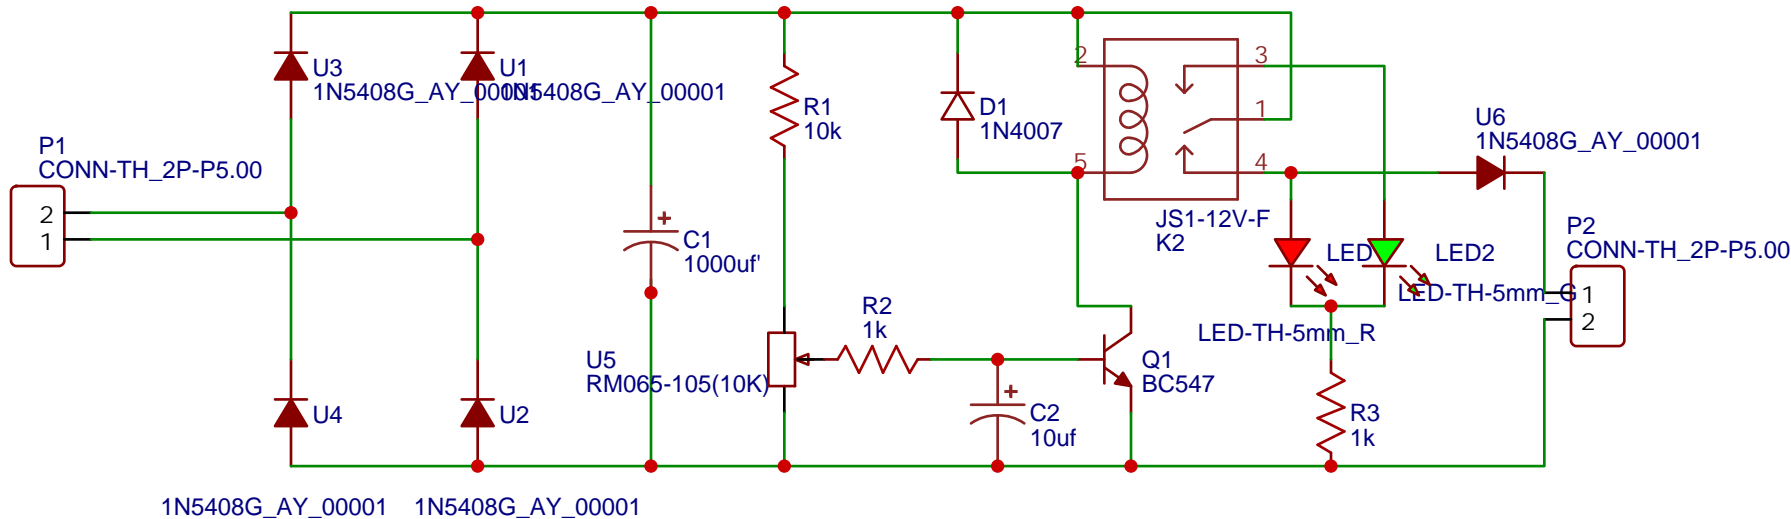 P1
CONN-TH_2P-P5.00
2
1
U3
1N5408G_AY_00001
U1
1N5408G_AY_00001
U4
1N5408G_AY_00001
U2
1N5408G_AY_00001
+
C1
1000uf'
R1
10k
U5
RM065-105(10K)
R2
1k
+
C2
10uf
D1
1N4007
Q1
BC547
2
5
3
1
4
JS1-12V-F
K2
LED
LED-TH-5mm_R
LED2
LED-TH-5mm_G
R3
1k
U6
1N5408G_AY_00001
P2
CONN-TH_2P-P5.00
1
2